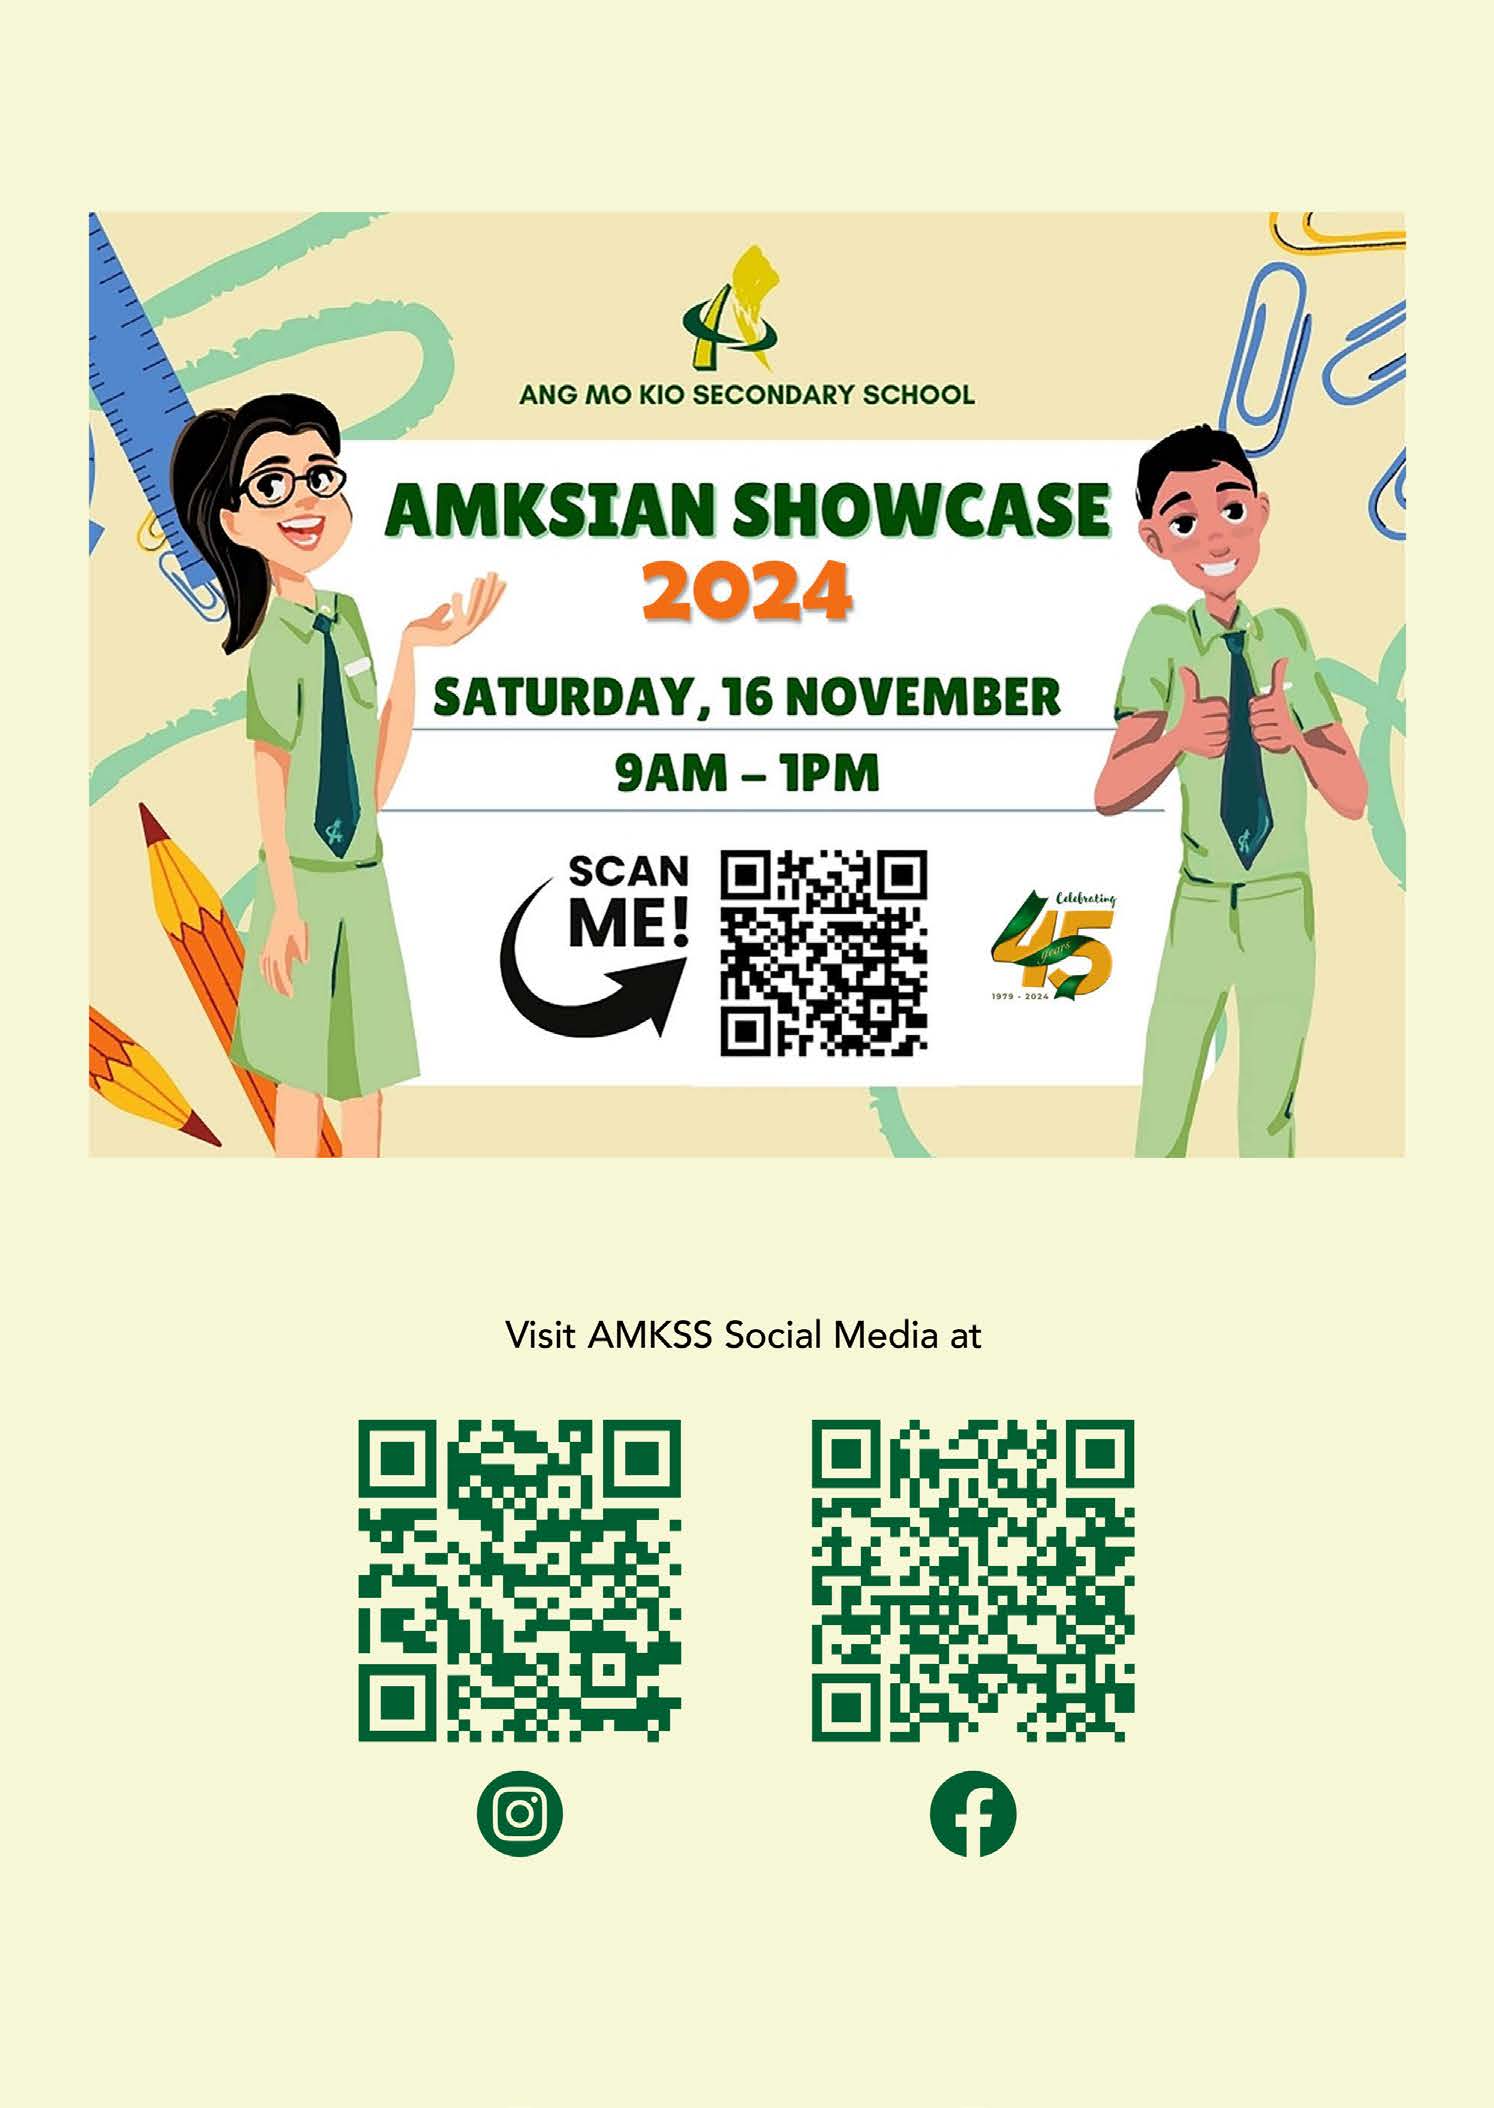 ANG MO KIO SECONDARY SCHOOL
AMKSIAN SHOWCASE
2024
SATURDAY, 16 NOVEMBER
9AM – 1PM
SCAN
ME!
Celebrating
45
years
1979 - 2024
Visit AMKSS Social Media at